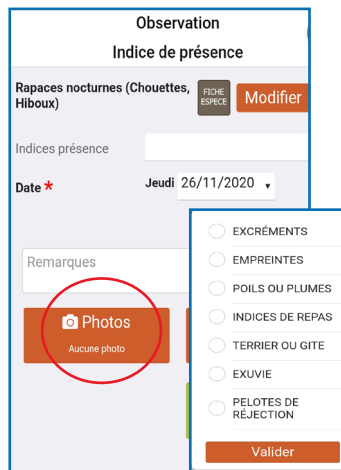 Observation
Indice de présence
Rapaces nocturnes (Chouettes,
Hiboux)
FICHE
ESPECE
Modifier
Indices présence
Date *
Jeudi 26/11/2020
Remarques
Photos
Aucune photo
EXCRÉMENTS
EMPREINTES
POILS OU PLUMES
INDICES DE REPAS
TERRIER OU GITE
EXUVIE
PELOTES DE
RÉJECTION
Valider